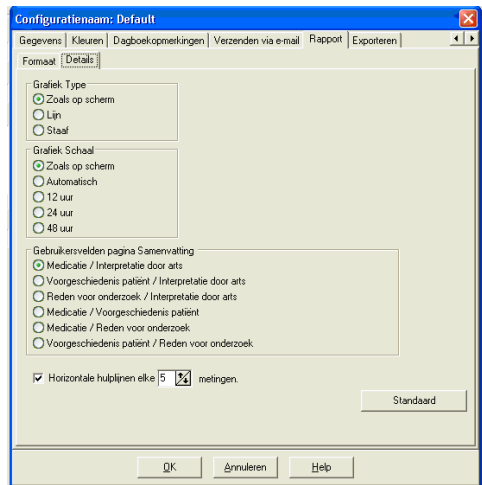 Configuratienaam: Default
Gegevens Kleuren Dagboekopmerkingen Verzenden via e-mail Rapport Exporteren
Formaat Details
Grafiek Type
Zoals op scherm
Lijn
Staaf
Grafiek Schaal
Zoals op scherm
Automatisch
12 uur
24 uur
48 uur
Gebruikersvelden pagina Samenvatting
Medicatie / Interpretatie door arts
Voorgeschiedenis patiënt / Interpretatie door arts
Reden voor onderzoek / Interpretatie door arts
Medicatie / Voorgeschiedenis patiënt
Medicatie / Reden voor onderzoek
Voorgeschiedenis patiënt / Reden voor onderzoek
Horizontale hulplijnen elke 5 metingen.
Standaard
OK Annuleren Help